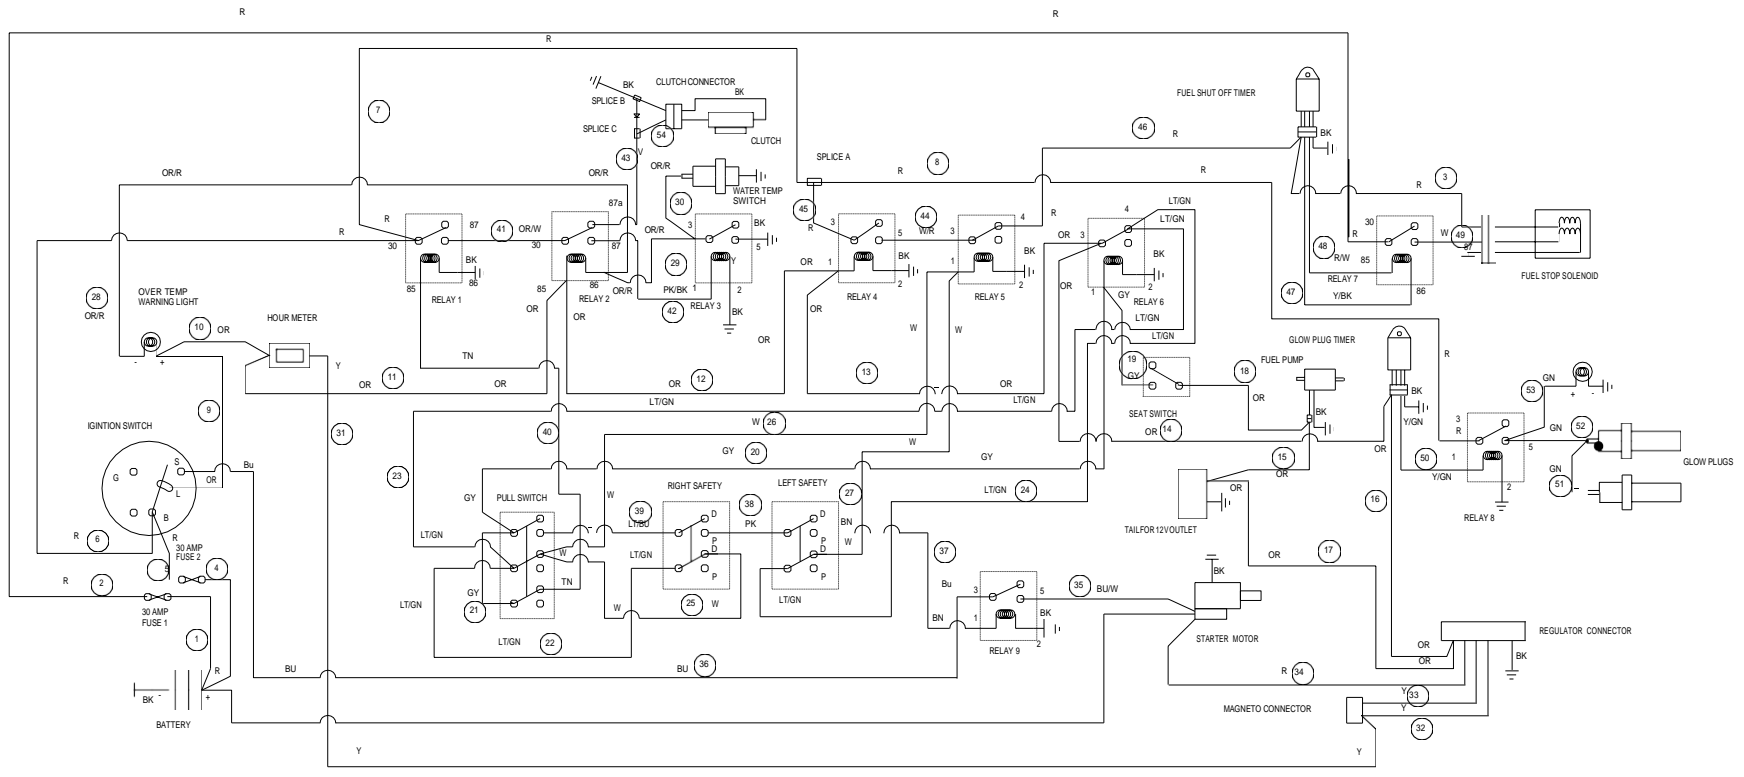 R
R
R
FUEL SHUT OFF TIMER
CLUTCH CONNECTOR
BK
BK
SPLICE B
7
SPLICE C
54
CLUTCH
46
R
BK
43
V
SPLICE A
8
R
R
3
R
OR/R
OR/R
OR/R
30
WATER TEMP
SWITCH
45
R
44
W/R
LT/GN
LT/GN
R
87a
87
41
OR/W
30
87
OR/R
3
BK
5
3
5
3
4
OR
3
4
30
R
W
49
87
FUEL STOP SOLENOID
R
R
30
BK
86
85
RELAY 1
RELAY 2
85
86
OR/R
29
PK/BK
1
Y
2
RELAY 3
42
BK
OR
1
BK
2
RELAY 4
1
BK
2
RELAY 5
OR
BK
1
GY
2
RELAY 6
48
R/W
85
RELAY 7
86
47
Y/BK
28
OR/R
OVER TEMP
WARNING LIGHT
-
+
10
OR
HOUR METER
Y
OR
OR
OR
W
W
LT/GN
LT/GN
GLOW PLUG TIMER
TN
11
OR
OR
OR
12
13
OR
19
GY
18
OR
SEAT SWITCH
FUEL PUMP
BK
R
BK
Y/GN
53
GN
+
-
9
LT/GN
LT/GN
IGINTION SWITCH
31
40
W
26
W
20
GY
GY
14
OR
OR
3
R
1
5
GN
52
GLOW PLUGS
S
G
L
B
Bu
OR
23
15
OR
50
Y/GN
2
GN
51
RELAY 8
GY
PULL SWITCH
W
RIGHT SAFETY
LEFT SAFETY
27
LT/GN
24
OR
BK
16
TAIL FOR 12V OUTLET
R
6
R
39
LT/BU
D
P
D
P
38
PK
D
P
D
P
BN
W
37
LT/GN
W
LT/GN
OR
17
30 AMP
FUSE 2
5
4
R
2
TN
GY
21
LT/GN
25
W
LT/GN
Bu
3
5
35
BU/W
BK
BN
1
BK
2
RELAY 9
STARTER MOTOR
30 AMP
FUSE 1
1
LT/GN
22
REGULATOR CONNECTOR
OR
OR
BK
R
BU
BU
36
R
34
BK
-
+
BATTERY
Y
33
Y
32
MAGNETO CONNECTOR
Y
Y